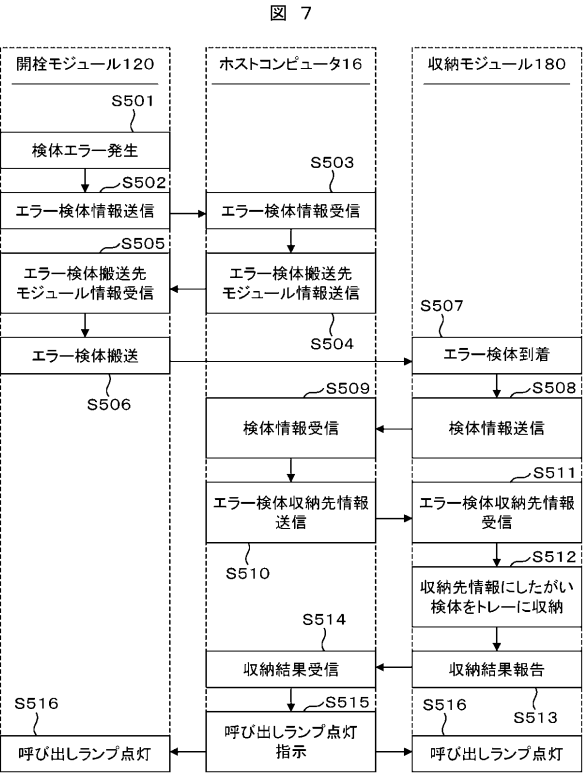 図 7
開栓モジュール120
ホストコンピュータ16
収納モジュール180
S501
検体エラー発生
S502
エラー検体情報送信
S503
エラー検体情報受信
S505
エラー検体搬送先
モジュール情報受信
エラー検体搬送先
モジュール情報送信
S504
S507
エラー検体搬送
S506
エラー検体到着
S509
検体情報受信
S508
検体情報送信
エラー検体収納先情報
送信
S510
S511
エラー検体収納先情報
受信
S512
収納先情報にしたがい
検体をトレーに収納
S514
収納結果受信
収納結果報告
S513
S516
呼び出しランプ点灯
S515
呼び出しランプ点灯
指示
S516
呼び出しランプ点灯